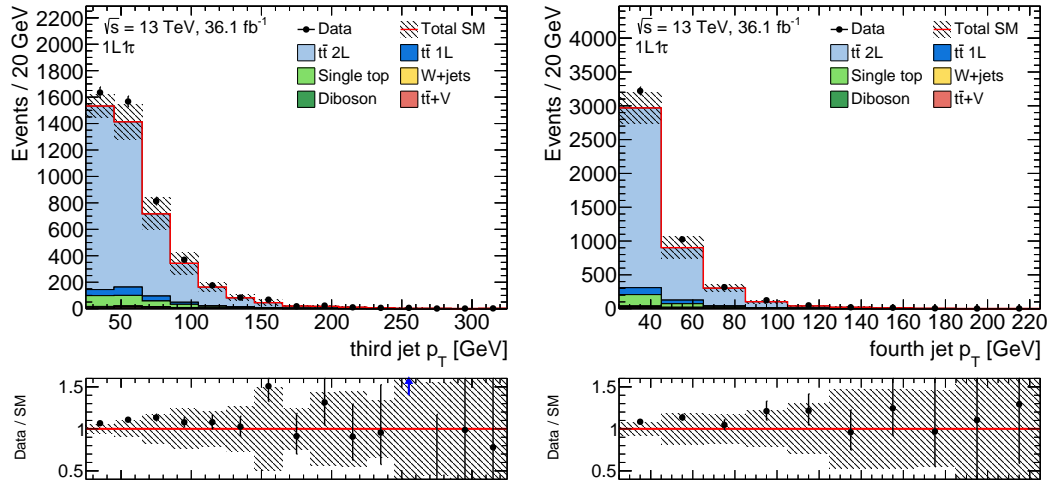 √s = 13 TeV, 36.1 fb⁻¹
1L1τ
Data
Total SM
tt̄ 2L
tt̄ 1L
Single top
W+jets
Diboson
tt̄+V
Events / 20 GeV
2200
2000
1800
1600
1400
1200
1000
800
600
400
200
0
50 100 150 200 250 300
third jet p_T [GeV]
Data / SM
1.5
1
0.5
√s = 13 TeV, 36.1 fb⁻¹
1L1τ
Data
Total SM
tt̄ 2L
tt̄ 1L
Single top
W+jets
Diboson
tt̄+V
Events / 20 GeV
4000
3500
3000
2500
2000
1500
1000
500
0
40 60 80 100 120 140 160 180 200 220
fourth jet p_T [GeV]
Data / SM
1.5
1
0.5